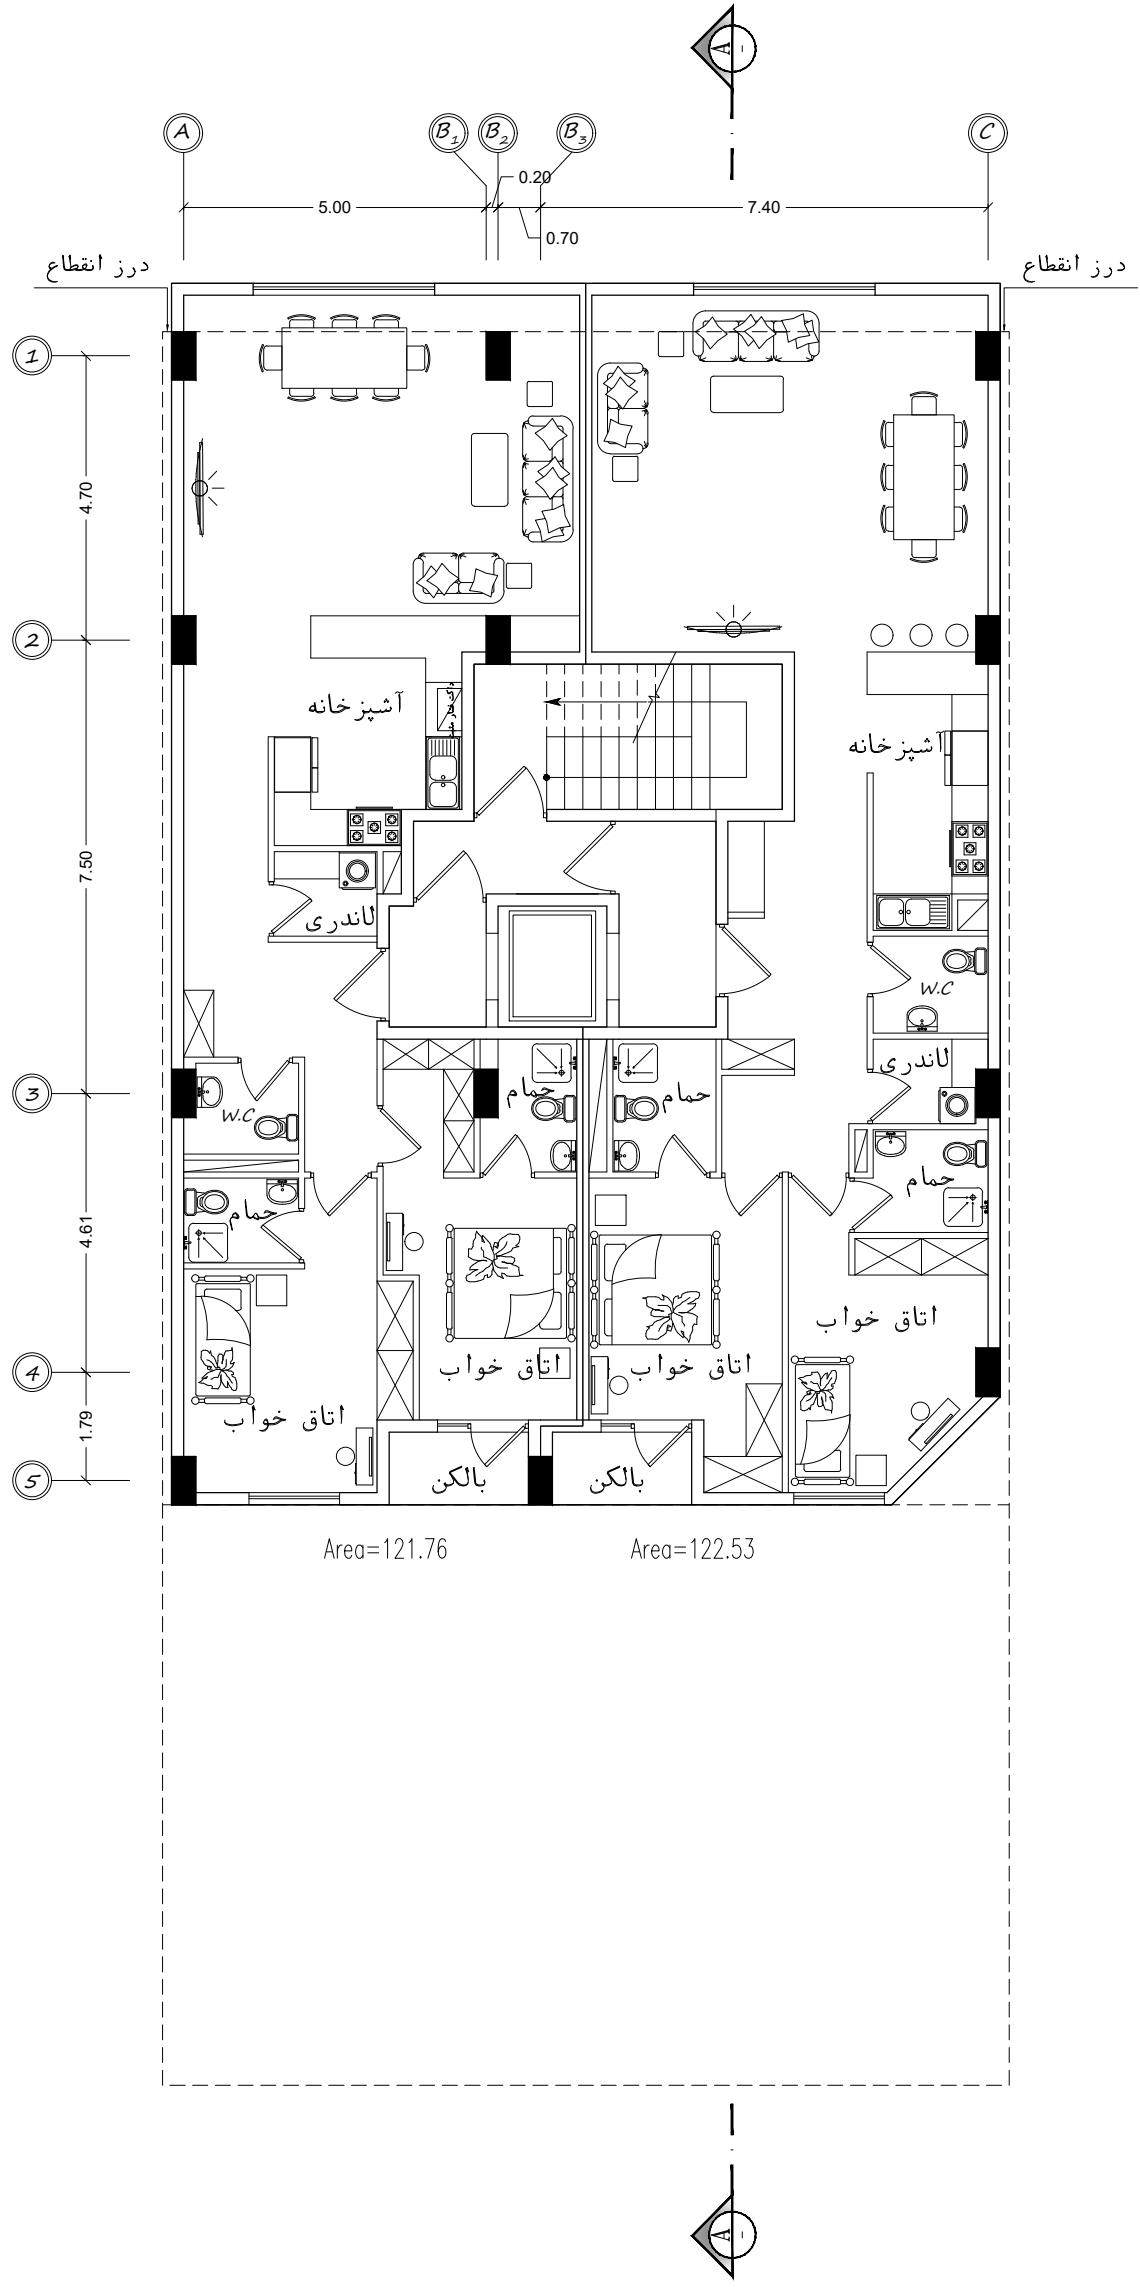 A
A
B1
B2
B3
C
0.20
5.00
7.40
0.70
درز انقطاع
درز انقطاع
1
4.70
2
آشپزخانه
آشپزخانه
7.50
لاندری
W.C
لاندری
3
حمام
حمام
W.C
حمام
حمام
4.61
اتاق خواب
اتاق خواب
اتاق خواب
4
اتاق خواب
1.79
5
بالکن
بالکن
Area=121.76
Area=122.53
A